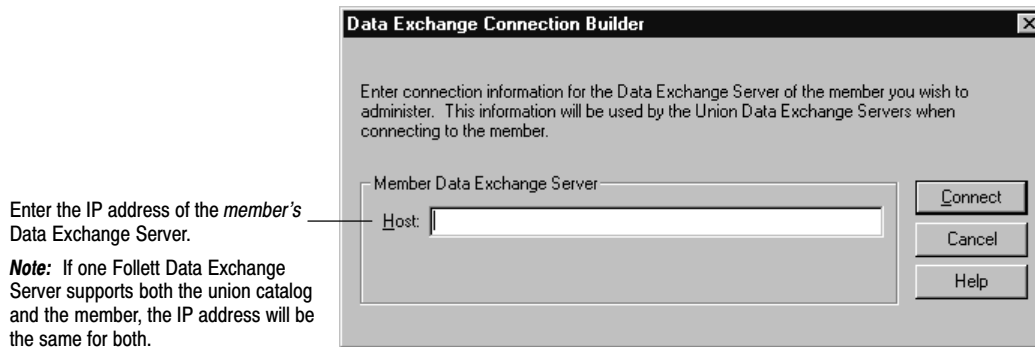 Data Exchange Connection Builder
Enter connection information for the Data Exchange Server of the member you wish to
administer. This information will be used by the Union Data Exchange Servers when
connecting to the member.
Member Data Exchange Server
Host:
Connect
Cancel
Help
Enter the IP address of the member's
Data Exchange Server.
Note: If one Follett Data Exchange
Server supports both the union catalog
and the member, the IP address will be
the same for both.